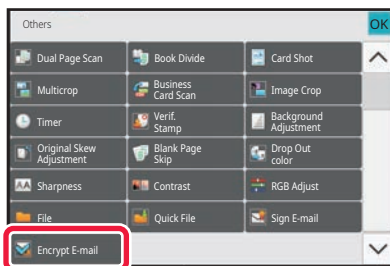 Others
OK
Dual Page Scan
Book Divide
Card Shot
Multicrop
Business
Card Scan
Image Crop
Timer
Verif.
Stamp
Background
Adjustment
Original Skew
Adjustment
Blank Page
Skip
Drop Out
color
Sharpness
Contrast
RGB Adjust
File
Quick File
Sign E-mail
Encrypt E-mail